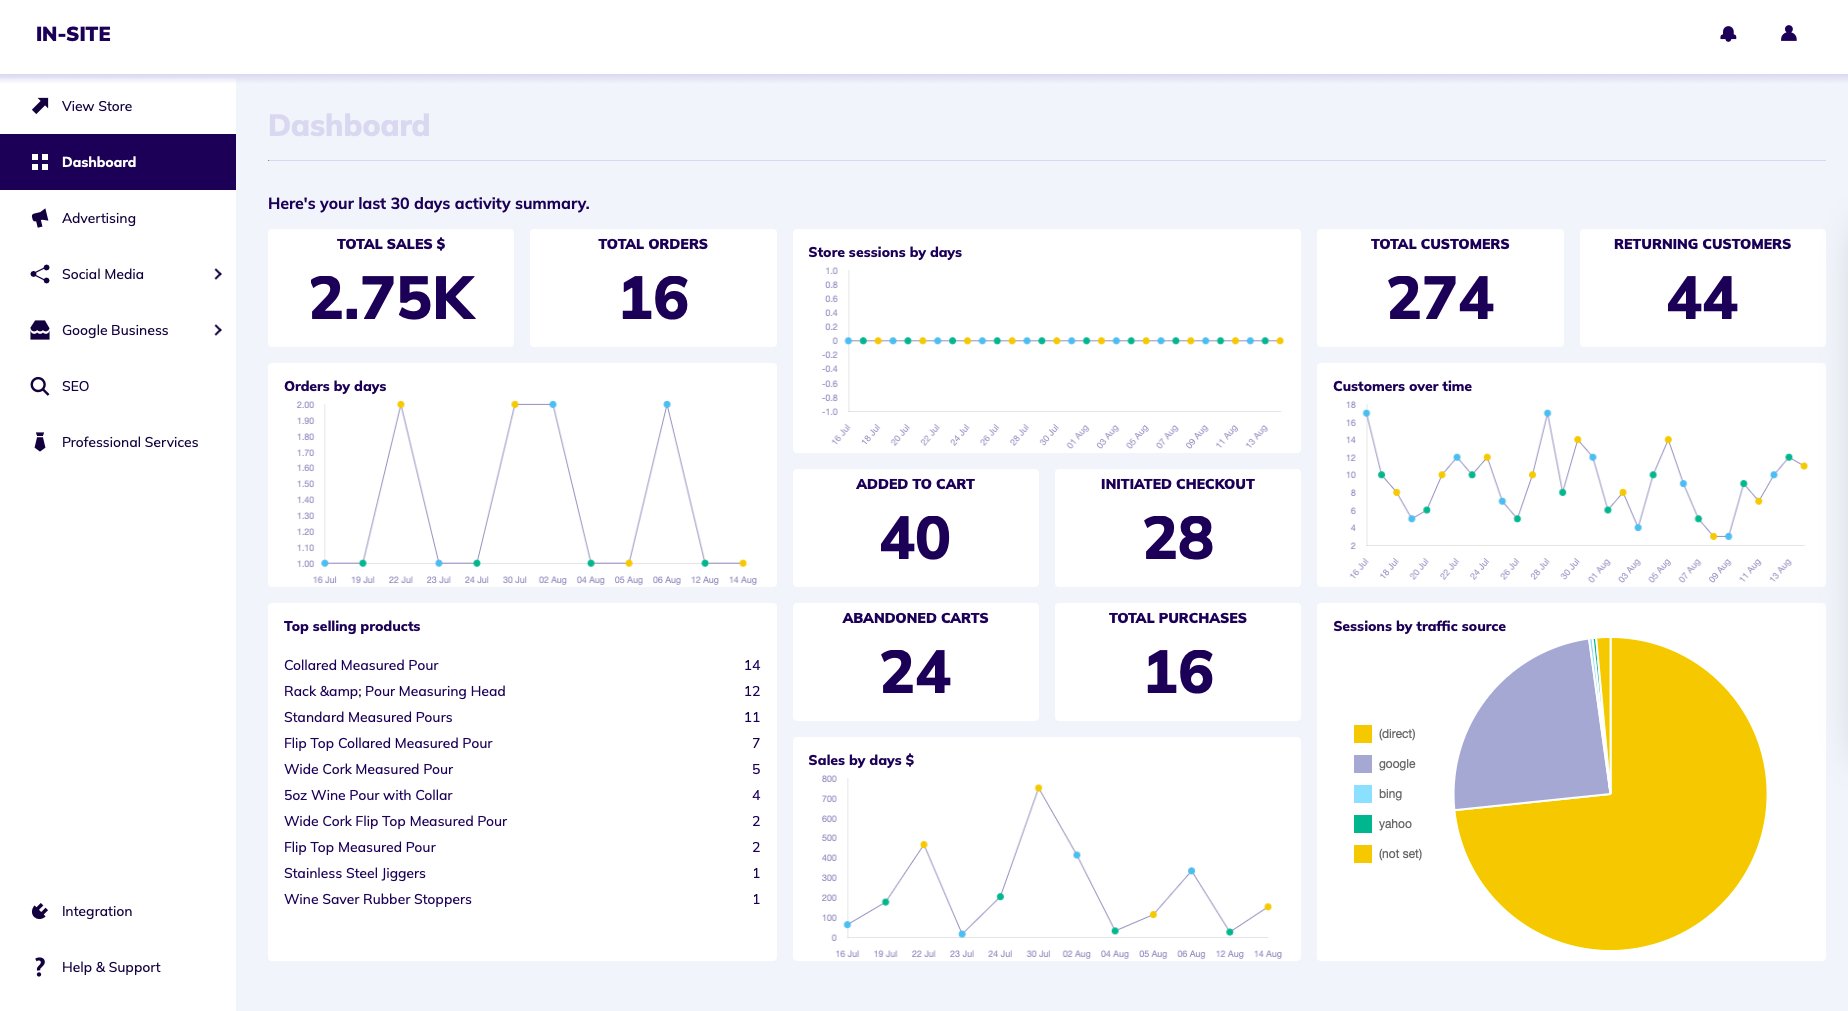 IN-SITE
View Store
Dashboard
Advertising
Social Media
Google Business
SEO
Professional Services
Integration
Help & Support
Dashboard
Here's your last 30 days activity summary.
TOTAL SALES $
2.75K
TOTAL ORDERS
16
Orders by days
2.00
1.90
1.80
1.70
1.60
1.50
1.40
1.30
1.20
1.10
1.00
16 Jul 19 Jul 22 Jul 23 Jul 24 Jul 30 Jul 02 Aug 04 Aug 05 Aug 06 Aug 12 Aug 14 Aug
Top selling products
Collared Measured Pour 14
Rack &amp;amp; Pour Measuring Head 12
Standard Measured Pours 11
Flip Top Collared Measured Pour 7
Wide Cork Measured Pour 5
5oz Wine Pour with Collar 4
Wide Cork Flip Top Measured Pour 2
Flip Top Measured Pour 2
Stainless Steel Jiggers 1
Wine Saver Rubber Stoppers 1
Store sessions by days
1.0
0.8
0.6
0.4
0.2
0
-0.2
-0.4
-0.6
-0.8
-1.0
16 Jul 18 Jul 20 Jul 22 Jul 24 Jul 26 Jul 28 Jul 30 Jul 01 Aug 03 Aug 05 Aug 07 Aug 09 Aug 11 Aug 13 Aug
ADDED TO CART
40
INITIATED CHECKOUT
28
ABANDONED CARTS
24
TOTAL PURCHASES
16
Sales by days $
800
700
600
500
400
300
200
100
0
16 Jul 19 Jul 22 Jul 23 Jul 24 Jul 30 Jul 02 Aug 04 Aug 05 Aug 06 Aug 12 Aug 14 Aug
TOTAL CUSTOMERS
274
RETURNING CUSTOMERS
44
Customers over time
18
16
14
12
10
8
6
4
2
16 Jul 18 Jul 20 Jul 22 Jul 24 Jul 26 Jul 28 Jul 30 Jul 01 Aug 03 Aug 05 Aug 07 Aug 09 Aug 11 Aug 13 Aug
Sessions by traffic source
(direct)
google
bing
yahoo
(not set)